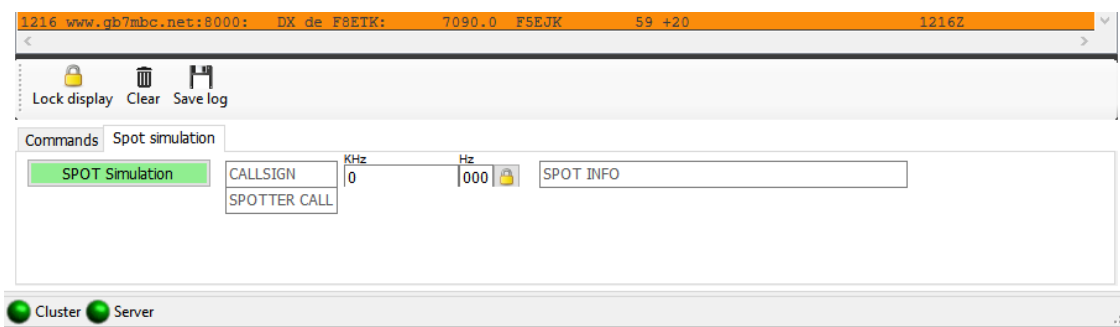 1216 www.gb7mbc.net:8000: DX de F8ETK: 7090.0 F5EJK 59 +20 1216Z
Lock display Clear Save log
Commands Spot simulation
KHz Hz
SPOT Simulation CALLSIGN 0 000 SPOT INFO
SPOTTER CALL
Cluster Server